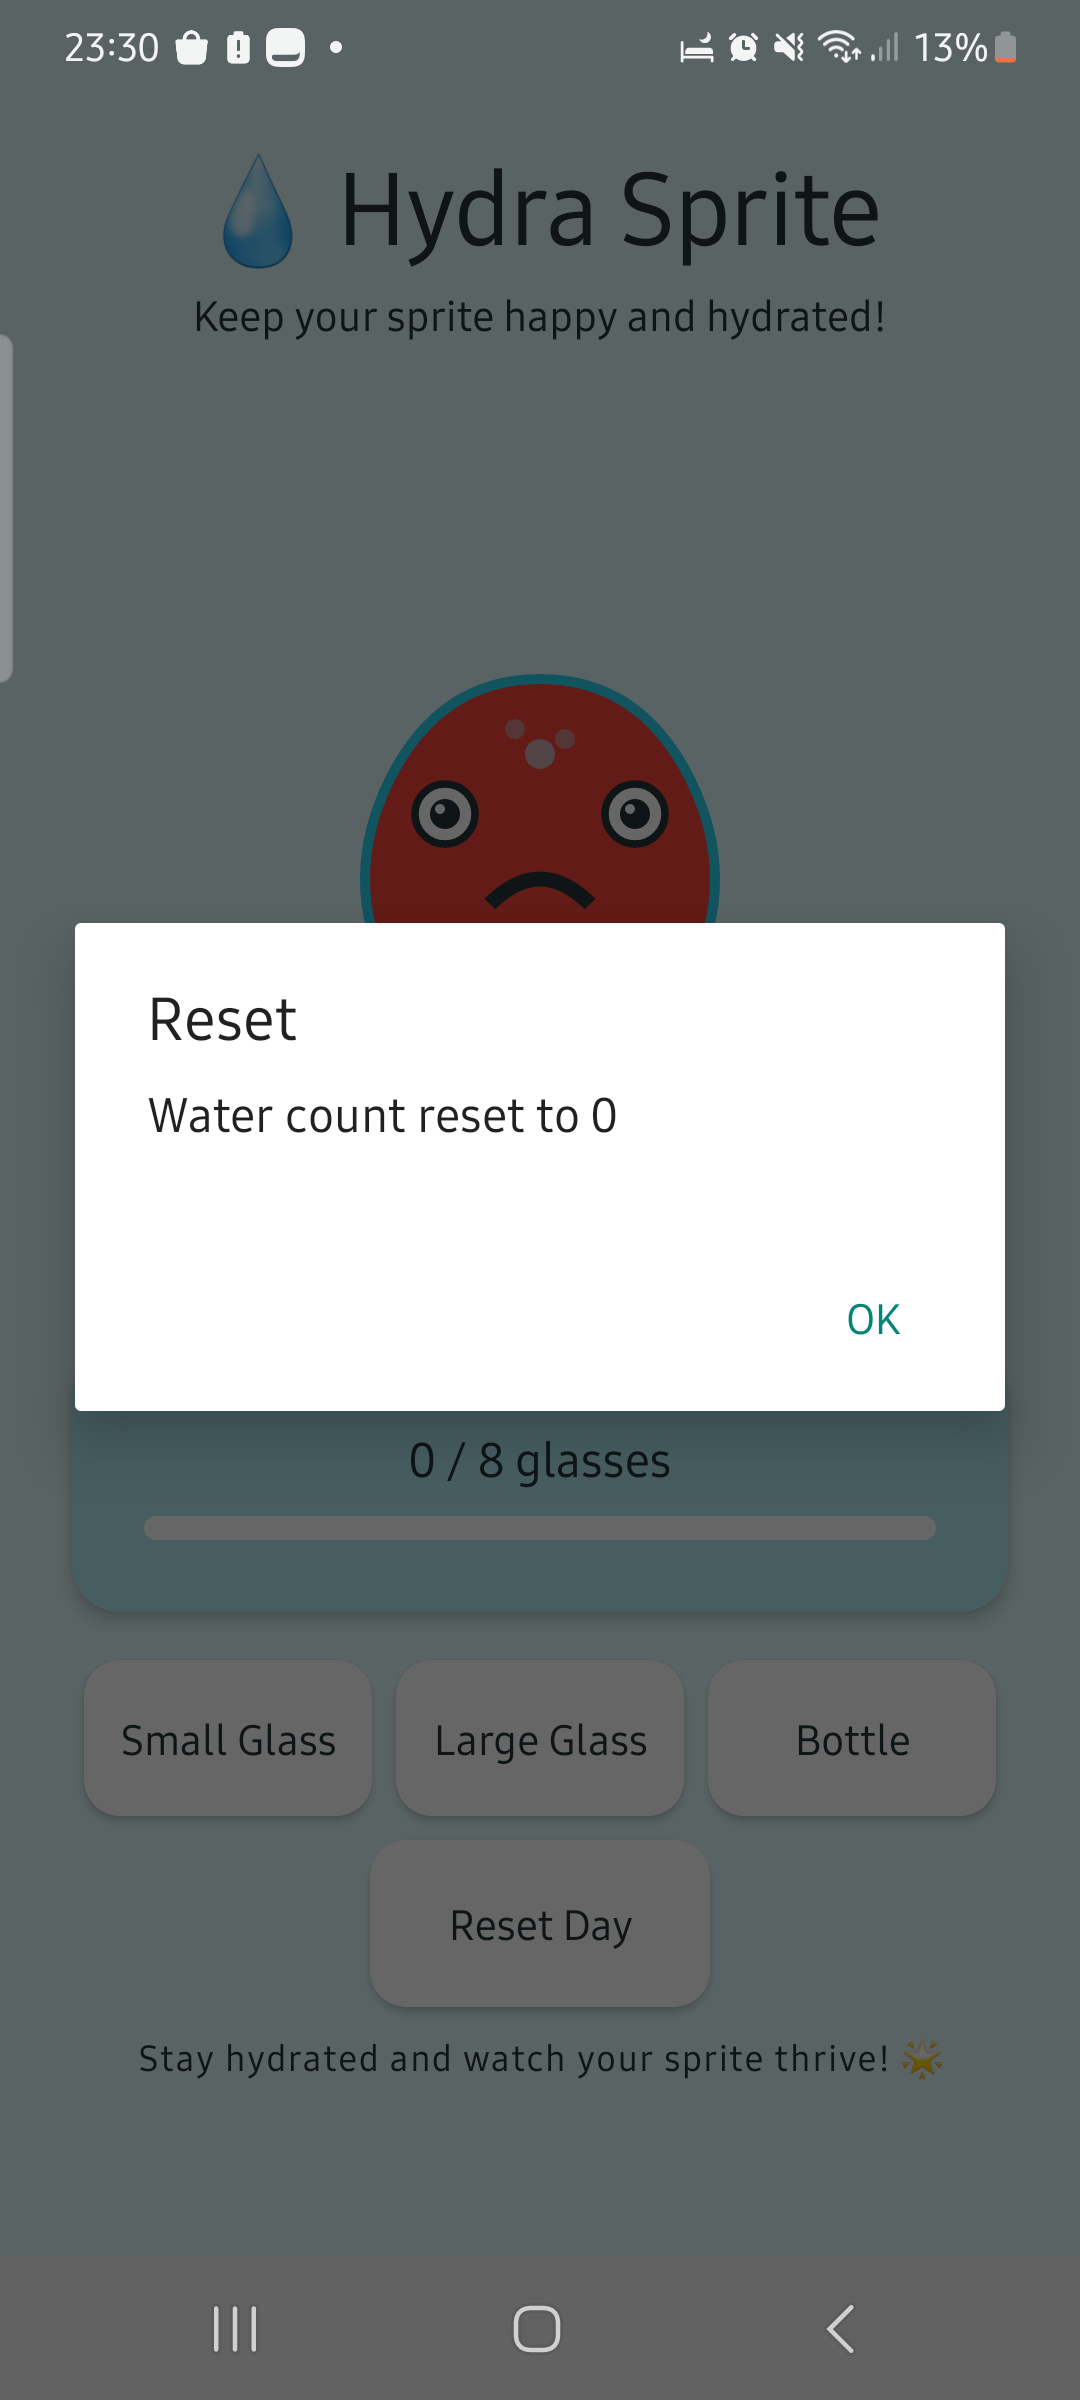 23:30 13%
Hydra Sprite
Keep your sprite happy and hydrated!
Reset
Water count reset to 0
OK
0 / 8 glasses
Small Glass Large Glass Bottle
Reset Day
Stay hydrated and watch your sprite thrive! 🌟